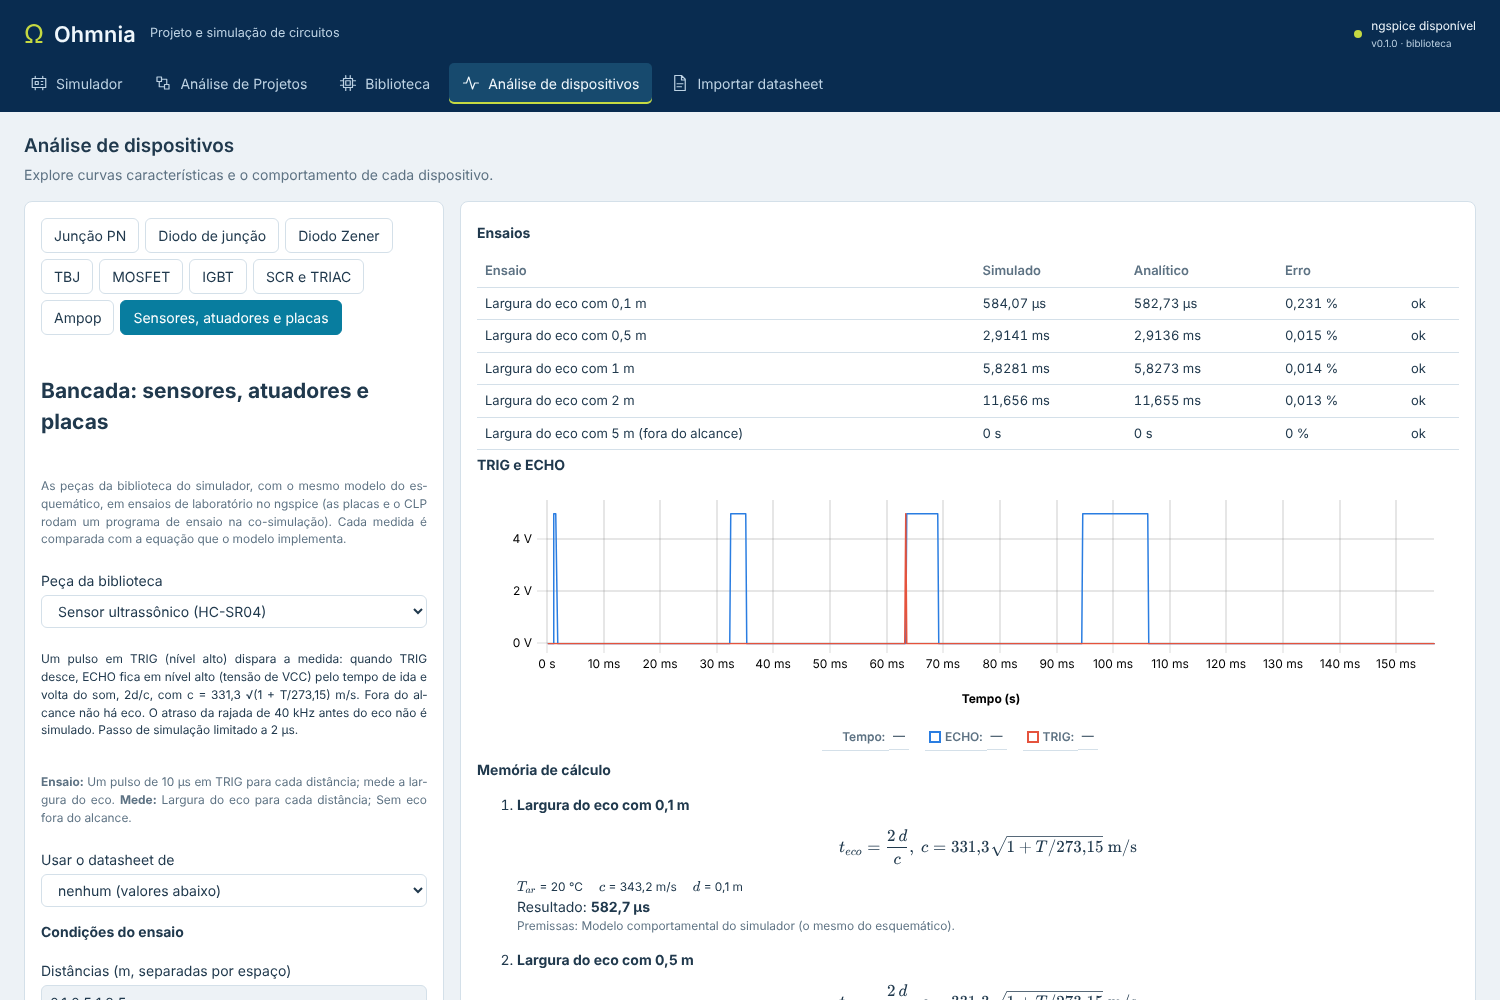 Ω Ohmnia
Projeto e simulação de circuitos
ngspice disponível
v0.1.0 · biblioteca
Simulador
Análise de Projetos
Biblioteca
Análise de dispositivos
Importar datasheet
Análise de dispositivos
Explore curvas características e o comportamento de cada dispositivo.
Junção PN
Diodo de junção
Diodo Zener
TBJ
MOSFET
IGBT
SCR e TRIAC
Ampop
Sensores, atuadores e placas
Bancada: sensores, atuadores e
placas
As peças da biblioteca do simulador, com o mesmo modelo do es-
quemático, em ensaios de laboratório no ngspice (as placas e o CLP
rodam um programa de ensaio na co-simulação). Cada medida é
comparada com a equação que o modelo implementa.
Peça da biblioteca
Sensor ultrassônico (HC-SR04)
Um pulso em TRIG (nível alto) dispara a medida: quando TRIG
desce, ECHO fica em nível alto (tensão de VCC) pelo tempo de ida e
volta do som, 2d/c, com c = 331,3 √(1 + T/273,15) m/s. Fora do al-
cance não há eco. O atraso da rajada de 40 kHz antes do eco não é
simulado. Passo de simulação limitado a 2 µs.
Ensaio: Um pulso de 10 µs em TRIG para cada distância; mede a lar-
gura do eco. Mede: Largura do eco para cada distância; Sem eco
fora do alcance.
Usar o datasheet de
nenhum (valores abaixo)
Condições do ensaio
Distâncias (m, separadas por espaço)
Ensaios
Ensaio Simulado Analítico Erro
Largura do eco com 0,1 m 584,07 µs 582,73 µs 0,231 % ok
Largura do eco com 0,5 m 2,9141 ms 2,9136 ms 0,015 % ok
Largura do eco com 1 m 5,8281 ms 5,8273 ms 0,014 % ok
Largura do eco com 2 m 11,656 ms 11,655 ms 0,013 % ok
Largura do eco com 5 m (fora do alcance) 0 s 0 s 0 % ok
TRIG e ECHO
4 V
2 V
0 V
0 s 10 ms 20 ms 30 ms 40 ms 50 ms 60 ms 70 ms 80 ms 90 ms 100 ms 110 ms 120 ms 130 ms 140 ms 150 ms
Tempo (s)
Tempo: — ECHO: — TRIG: —
Memória de cálculo
1. Largura do eco com 0,1 m
t_eco = 2 d / c, c = 331,3√(1 + T/273,15) m/s
T_ar = 20 °C c = 343,2 m/s d = 0,1 m
Resultado: 582,7 µs
Premissas: Modelo comportamental do simulador (o mesmo do esquemático).
2. Largura do eco com 0,5 m
2 d